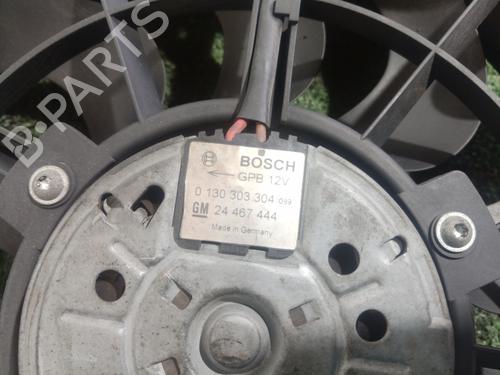 B-PARTS
BOSCH
GPB 12V
0 130 303 304 099
GM 24 467 444
Made in Germany